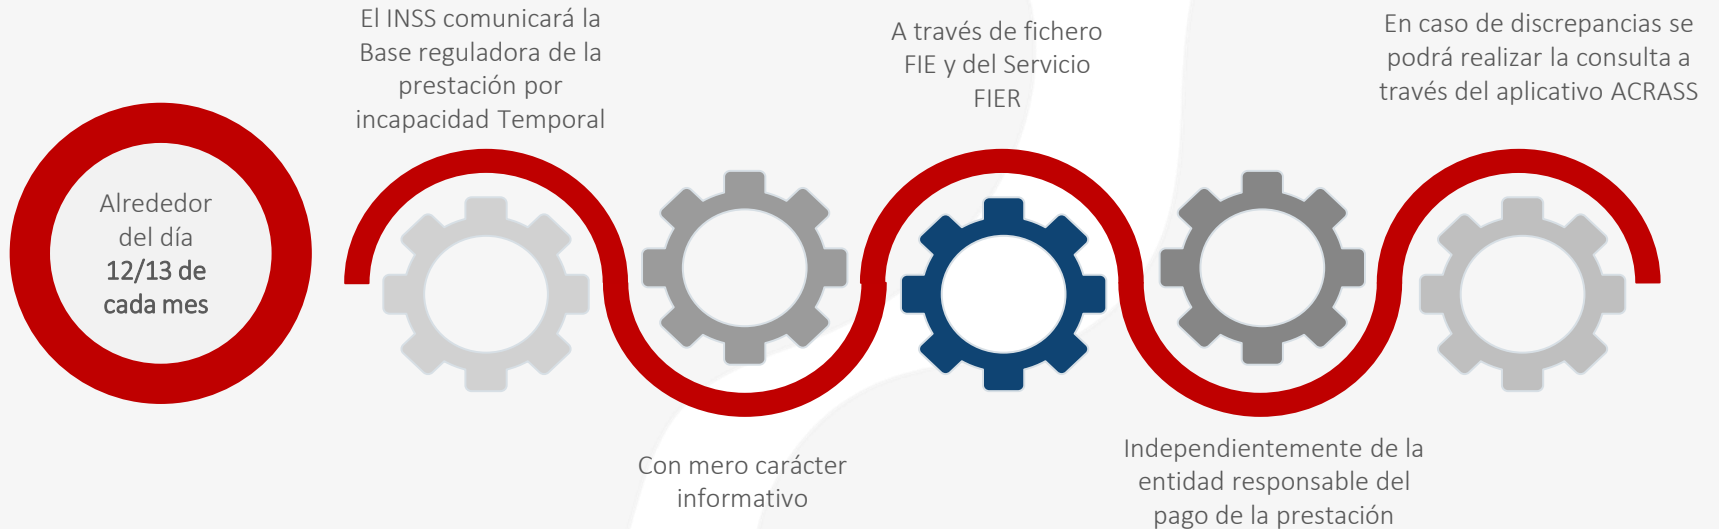 Alrededor
del día
12/13 de
cada mes
El INSS comunicará la
Base reguladora de la
prestación por
incapacidad Temporal
Con mero carácter
informativo
A través de fichero
FIE y del Servicio
FIER
Independientemente de la
entidad responsable del
pago de la prestación
En caso de discrepancias se
podrá realizar la consulta a
través del aplicativo ACRASS